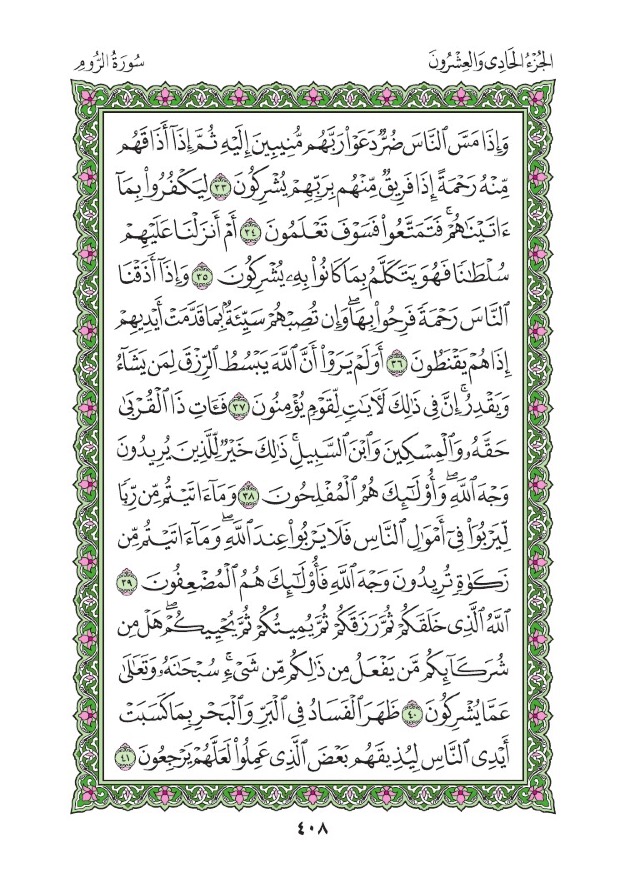 الجُزْءُ الحَادِى وَالعِشْرُونَ
سُورَةُ الرُّومِ
وَإِذَا مَسَّ ٱلنَّاسَ ضُرٌّ دَعَوْا۟ رَبَّهُم مُّنِيبِينَ إِلَيْهِ ثُمَّ إِذَآ أَذَاقَهُم
مِّنْهُ رَحْمَةً إِذَا فَرِيقٌ مِّنْهُم بِرَبِّهِمْ يُشْرِكُونَ ٣٣ لِيَكْفُرُوا۟ بِمَآ
ءَاتَيْنَٰهُمْ ۚ فَتَمَتَّعُوا۟ فَسَوْفَ تَعْلَمُونَ ٣٤ أَمْ أَنزَلْنَا عَلَيْهِمْ
سُلْطَٰنًا فَهُوَ يَتَكَلَّمُ بِمَا كَانُوا۟ بِهِۦ يُشْرِكُونَ ٣٥ وَإِذَآ أَذَقْنَا
ٱلنَّاسَ رَحْمَةً فَرِحُوا۟ بِهَا ۖ وَإِن تُصِبْهُمْ سَيِّئَةٌۢ بِمَا قَدَّمَتْ أَيْدِيهِمْ
إِذَا هُمْ يَقْنَطُونَ ٣٦ أَوَلَمْ يَرَوْا۟ أَنَّ ٱللَّهَ يَبْسُطُ ٱلرِّزْقَ لِمَن يَشَآءُ
وَيَقْدِرُ ۚ إِنَّ فِى ذَٰلِكَ لَءَايَٰتٍ لِّقَوْمٍ يُؤْمِنُونَ ٣٧ فَـَٔاتِ ذَا ٱلْقُرْبَىٰ
حَقَّهُۥ وَٱلْمِسْكِينَ وَٱبْنَ ٱلسَّبِيلِ ۚ ذَٰلِكَ خَيْرٌ لِّلَّذِينَ يُرِيدُونَ
وَجْهَ ٱللَّهِ ۖ وَأُو۟لَٰٓئِكَ هُمُ ٱلْمُفْلِحُونَ ٣٨ وَمَآ ءَاتَيْتُم مِّن رِّبًا
لِّيَرْبُوَا۟ فِىٓ أَمْوَٰلِ ٱلنَّاسِ فَلَا يَرْبُوا۟ عِندَ ٱللَّهِ ۖ وَمَآ ءَاتَيْتُم مِّن
زَكَوٰةٍ تُرِيدُونَ وَجْهَ ٱللَّهِ فَأُو۟لَٰٓئِكَ هُمُ ٱلْمُضْعِفُونَ ٣٩
ٱللَّهُ ٱلَّذِى خَلَقَكُمْ ثُمَّ رَزَقَكُمْ ثُمَّ يُمِيتُكُمْ ثُمَّ يُحْيِيكُمْ ۖ هَلْ مِن
شُرَكَآئِكُم مَّن يَفْعَلُ مِن ذَٰلِكُم مِّن شَىْءٍ ۚ سُبْحَٰنَهُۥ وَتَعَٰلَىٰ
عَمَّا يُشْرِكُونَ ٤٠ ظَهَرَ ٱلْفَسَادُ فِى ٱلْبَرِّ وَٱلْبَحْرِ بِمَا كَسَبَتْ
أَيْدِى ٱلنَّاسِ لِيُذِيقَهُم بَعْضَ ٱلَّذِى عَمِلُوا۟ لَعَلَّهُمْ يَرْجِعُونَ ٤١
٤٠٨